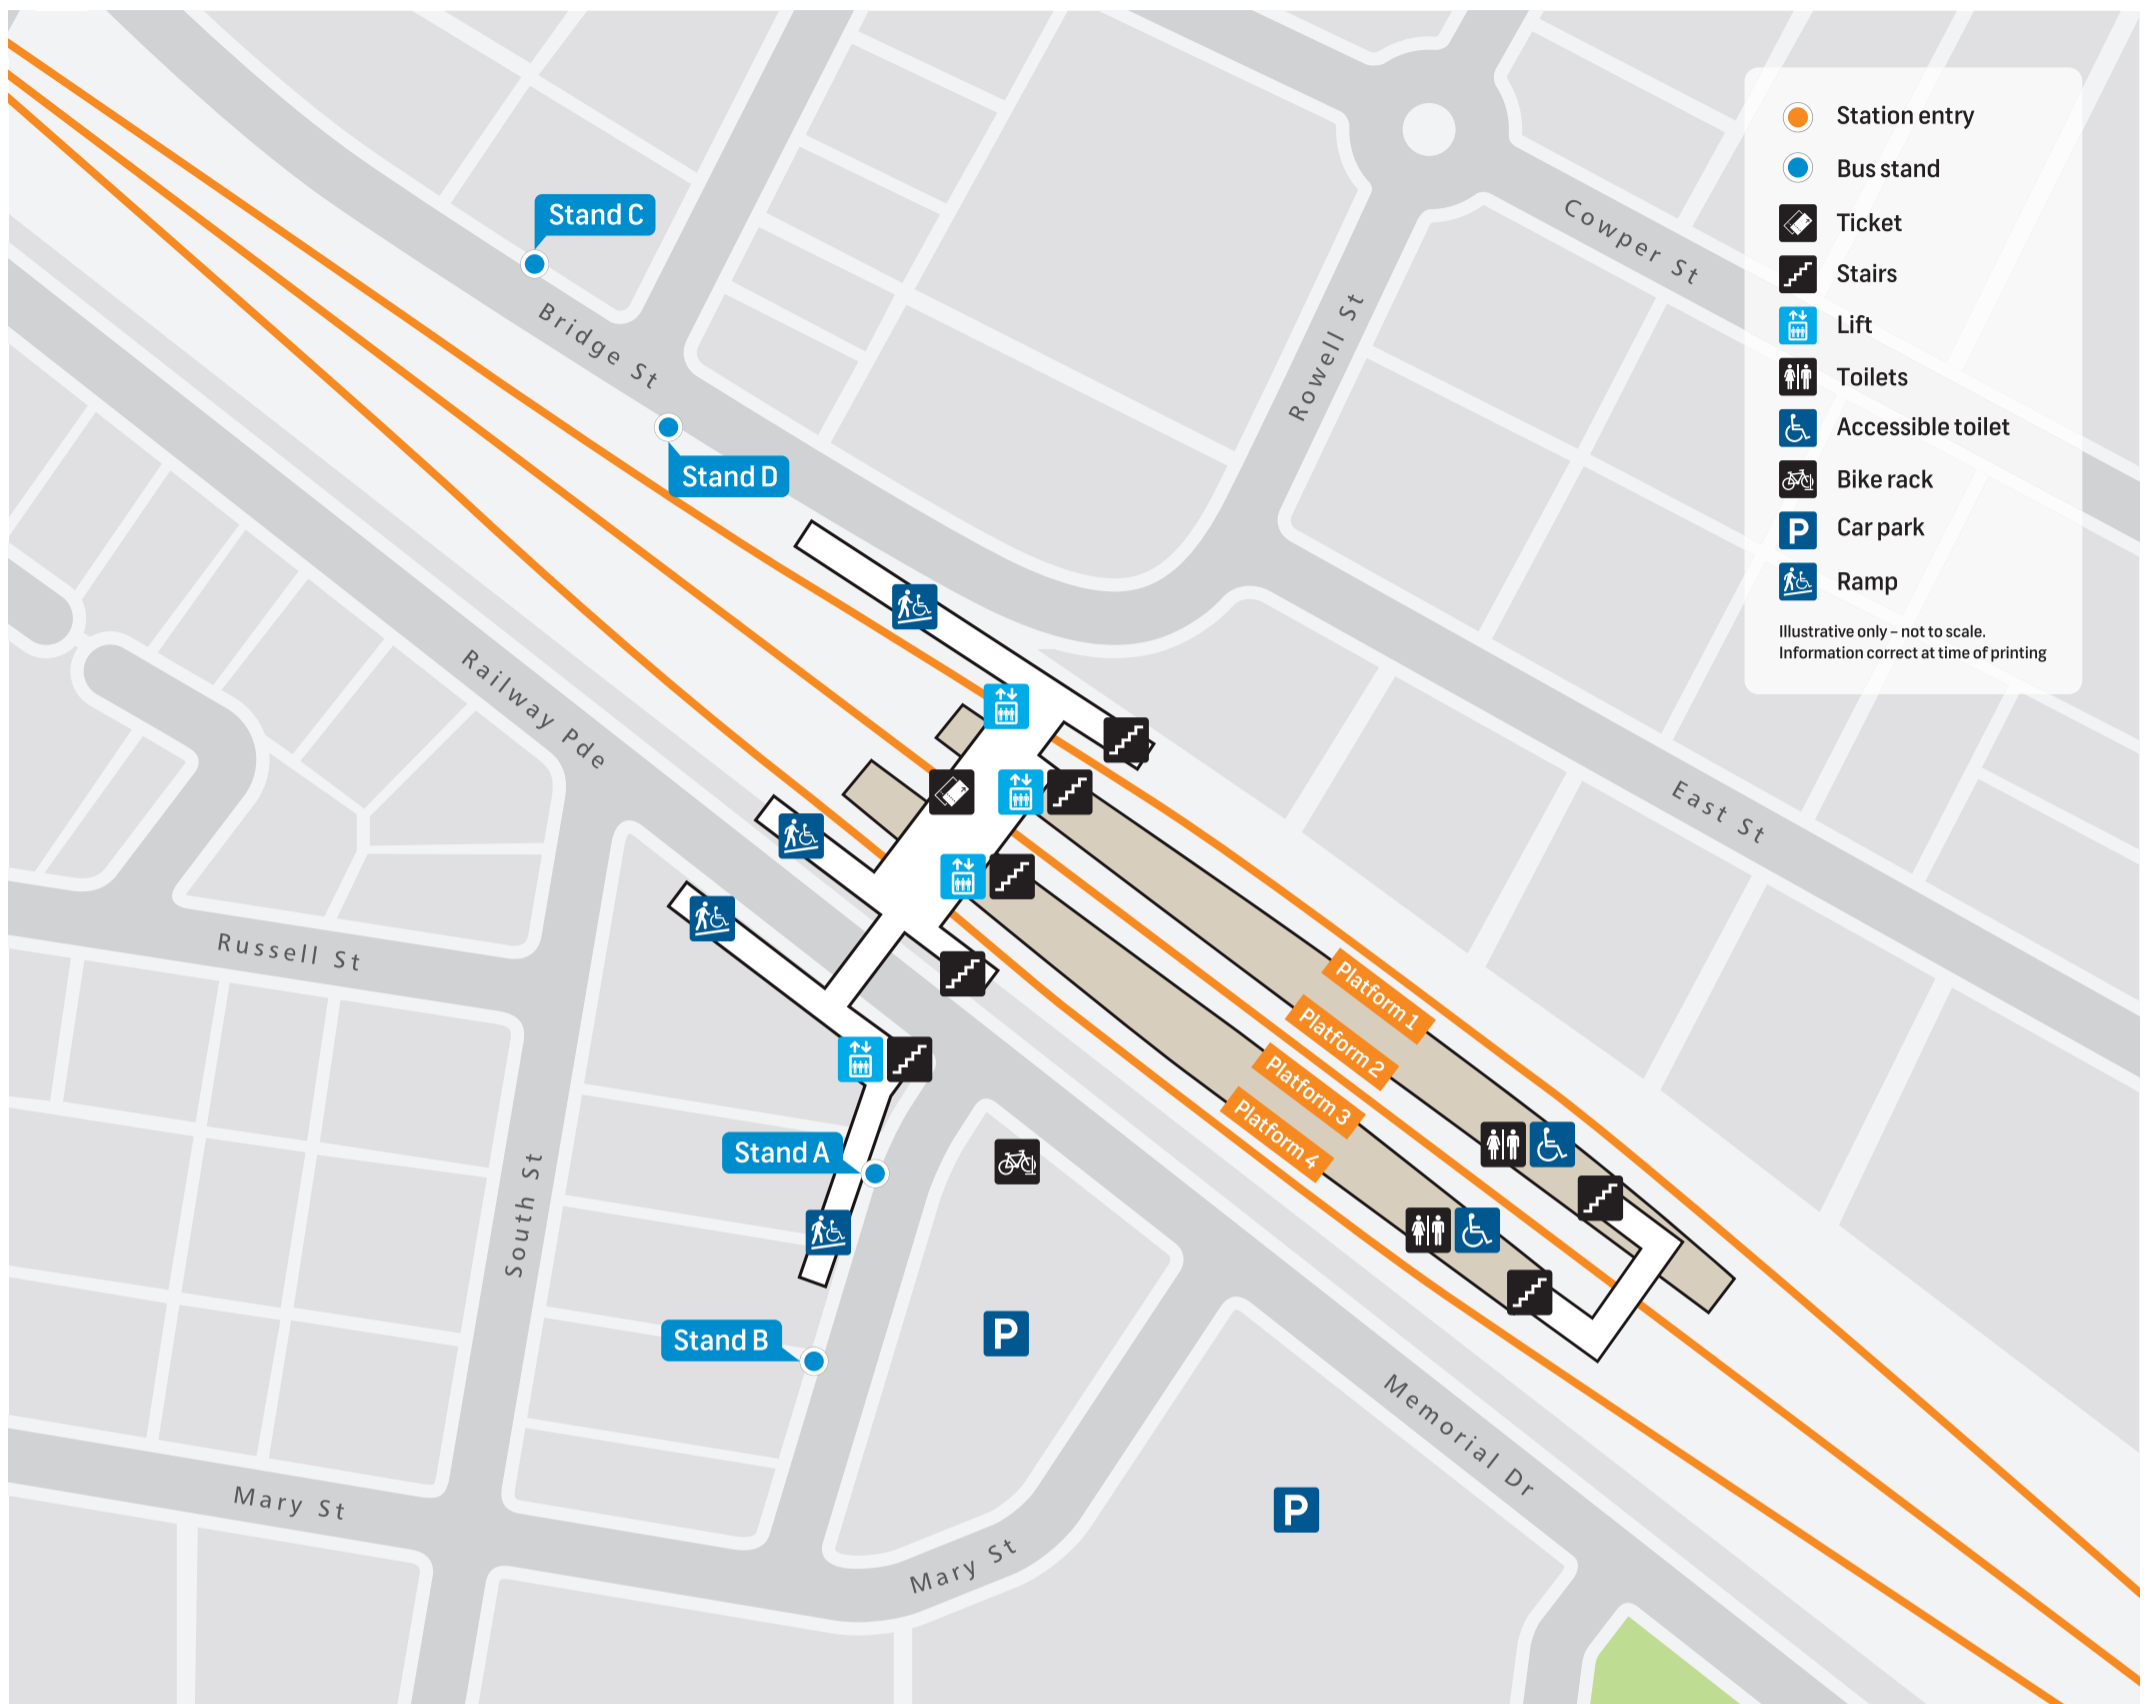 Station entry
Bus stand
Ticket
Stairs
Lift
Toilets
Accessible toilet
Bike rack
P
Car park
Ramp
Illustrative only – not to scale.
Information correct at time of printing
Stand C
Cowper St
Bridge St
Rowell St
Stand D
Railway Pde
East St
Russell St
Platform 1
Platform 2
Platform 3
Platform 4
Stand A
South St
Stand B
P
Memorial Dr
P
Mary St
Mary St